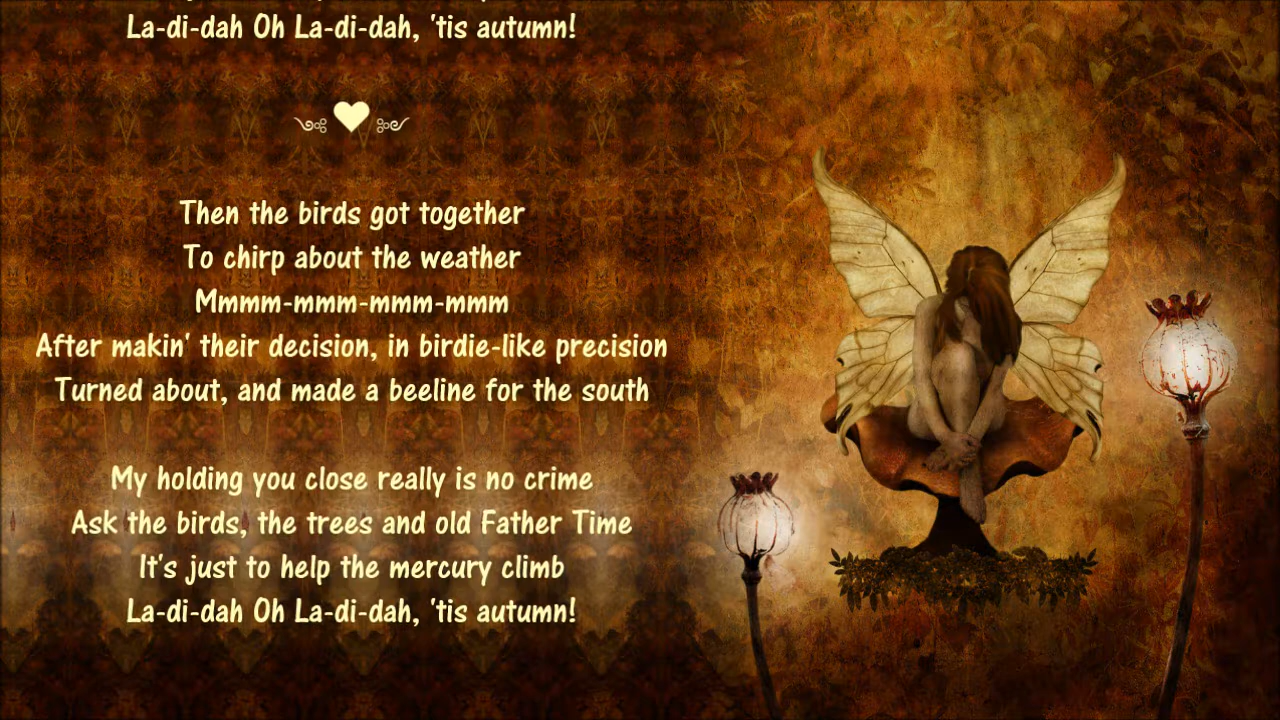 La-di-dah Oh La-di-dah, ‘tis autumn!
Then the birds got together
To chirp about the weather
Mmmm-mmm-mmm-mmm
After makin’ their decision, in birdie-like precision
Turned about, and made a beeline for the south
My holding you close really is no crime
Ask the birds, the trees and old Father Time
It's just to help the mercury climb
La-di-dah Oh La-di-dah, ‘tis autumn!